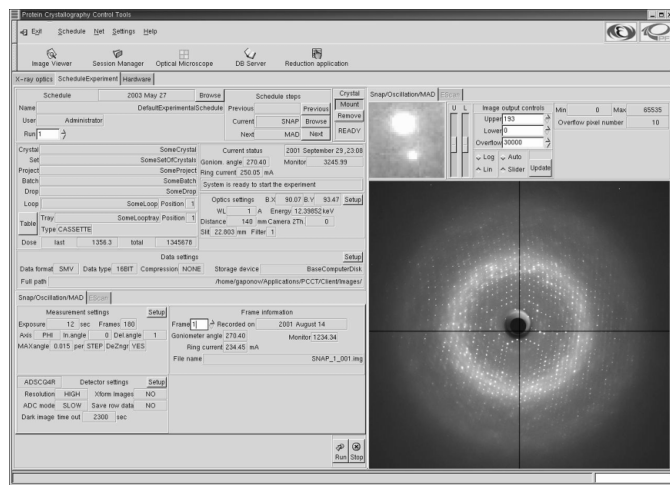 Protein Crystallography Control Tools
Exit Schedule Net Settings Help
Image Viewer Session Manager Optical Microscope DB Server Reduction application
X-ray optics ScheduleExperiment Hardware
Schedule 2003 May 27 Browse
Name DefaultExperimentalSchedule
User Administrator
Run 1
Schedule steps
Previous Previous
Current SNAP Browse
Next MAD Next
Crystal
Mount
Remove
READY
Crystal SomeCrystal
Set SomeSetOfCrystals
Project SomeProject
Batch SomeBatch
Drop SomeDrop
Loop SomeLoop Position 1
Table Tray SomeLooptray Position 1
Type CASSETTE
Dose last 1356.3 total 1345678
Current status 2001 September 29,23:08
Goniom. angle 270.40 Monitor 3245.99
Ring current 250.05 mA
System is ready to start the experiment
Optics settings B.X 90.07 B.Y 93.47 Setup
WL 1 A Energy 12.39852 keV
Distance 140 mm Camera 2Th. 0
Slit 22.803 mm Filter 1
Data settings Setup
Data format SMV Data type 16BIT Compression NONE Storage device BaseComputerDisk
Full path /home/gaponov/Applications/PCCT/Client/Images/
Snap/Oscillation/MAD EScan
Measurement settings Setup
Exposure 12 sec Frames 180
Axis PHI In.angle 0 Del.angle 1
MAXangle 0.015 per STEP DeZngr YES
Frame information
Frame 1 Recorded on 2001 August 14
Goniometer angle 270.40 Monitor 1234.34
Ring current 234.45 mA
File name SNAP_1_001.img
ADSCQ4R Detector settings Setup
Resolution HIGH Xform Images NO
ADC mode SLOW Save row data NO
Dark image time out 2300 sec
Run Stop
Snap/Oscillation/MAD EScan
U L
Image output controls
Upper 193
Lower 0
Overflow 30000
Log Auto
Lin Slider Update
Min 0 Max 65535
Overflow pixel number 10